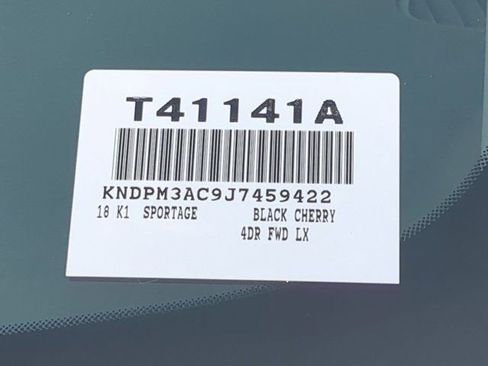 T41141A
KNDPM3AC9J7459422
18 K1 SPORTAGE BLACK CHERRY
4DR FWD LX